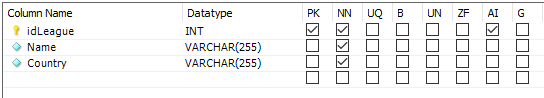 Column Name Datatype PK NN UQ B UN ZF AI G
idLeague INT
Name VARCHAR(255)
Country VARCHAR(255)